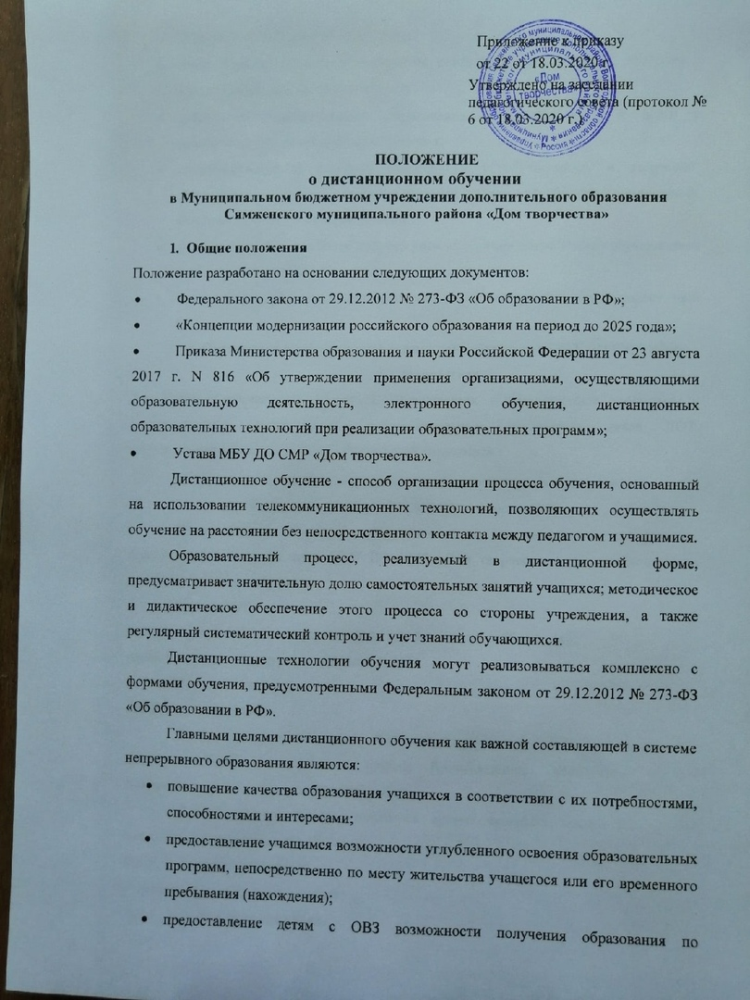 Приложение к приказу
от 22 от 18.03.2020 г.
Утверждено на заседании
педагогического совета (протокол №
6 от 18.03.2020 г.)
«Дом
творчества»
ПОЛОЖЕНИЕ
о дистанционном обучении
в Муниципальном бюджетном учреждении дополнительного образования
Сямженского муниципального района «Дом творчества»
1. Общие положения
Положение разработано на основании следующих документов:
• Федерального закона от 29.12.2012 № 273-ФЗ «Об образовании в РФ»;
• «Концепции модернизации российского образования на период до 2025 года»;
• Приказа Министерства образования и науки Российской Федерации от 23 августа
2017 г. N 816 «Об утверждении применения организациями, осуществляющими
образовательную деятельность, электронного обучения, дистанционных
образовательных технологий при реализации образовательных программ»;
• Устава МБУ ДО СМР «Дом творчества».
Дистанционное обучение - способ организации процесса обучения, основанный
на использовании телекоммуникационных технологий, позволяющих осуществлять
обучение на расстоянии без непосредственного контакта между педагогом и учащимися.
Образовательный процесс, реализуемый в дистанционной форме,
предусматривает значительную долю самостоятельных занятий учащихся; методическое
и дидактическое обеспечение этого процесса со стороны учреждения, а также
регулярный систематический контроль и учет знаний обучающихся.
Дистанционные технологии обучения могут реализовываться комплексно с
формами обучения, предусмотренными Федеральным законом от 29.12.2012 № 273-ФЗ
«Об образовании в РФ».
Главными целями дистанционного обучения как важной составляющей в системе
непрерывного образования являются:
• повышение качества образования учащихся в соответствии с их потребностями,
способностями и интересами;
• предоставление учащимся возможности углубленного освоения образовательных
программ, непосредственно по месту жительства учащегося или его временного
пребывания (нахождения);
• предоставление детям с ОВЗ возможности получения образования по